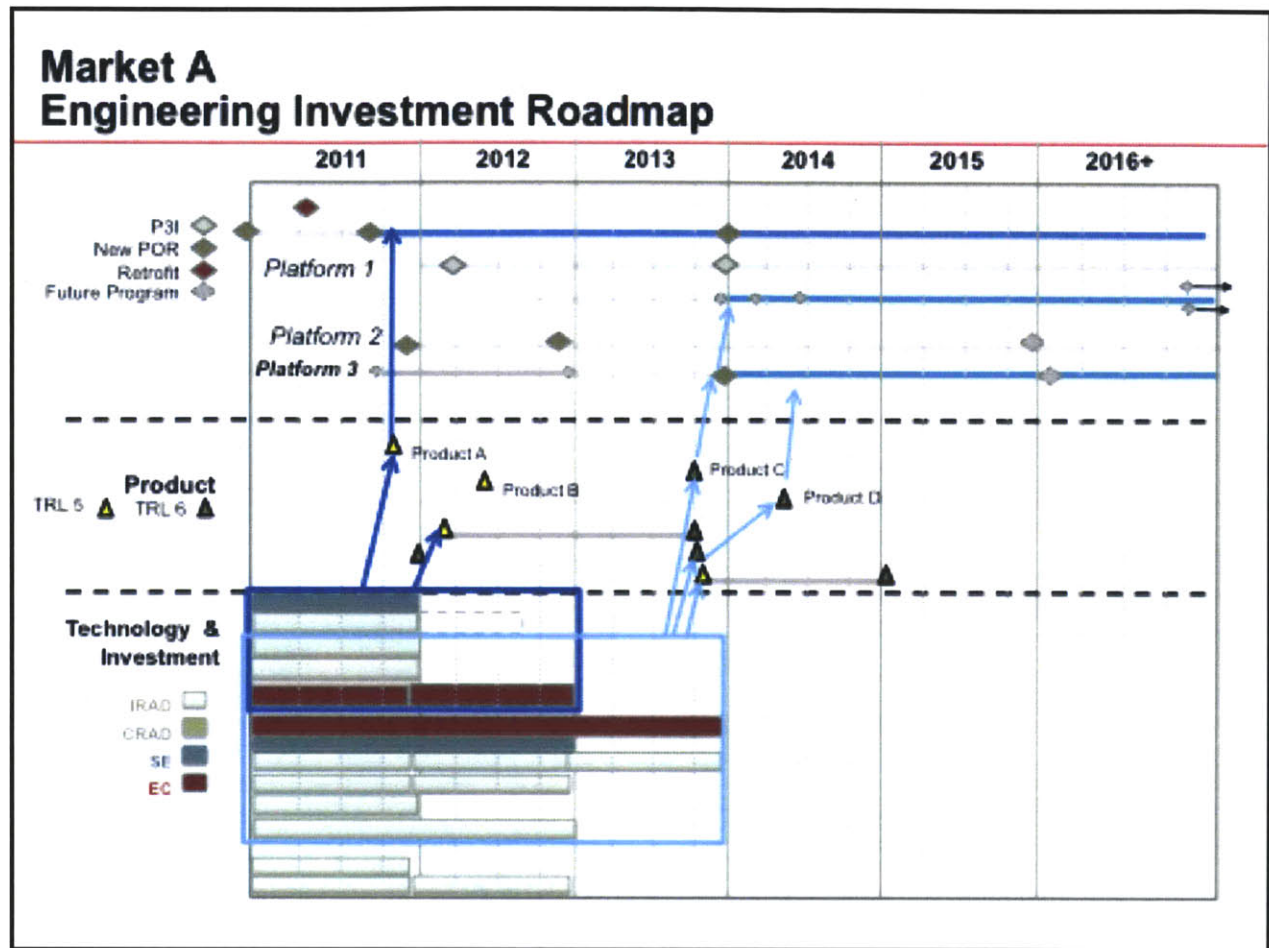 Market A
Engineering Investment Roadmap
2011 2012 2013 2014 2015 2016+
P3I
New POR
Retrofit
Future Program
Platform 1
Platform 2
Platform 3
Product A
Product B
Product C
Product D
Product
TRL 5 TRL 6
Technology &
Investment
IRAD
CRAD
SE
EC